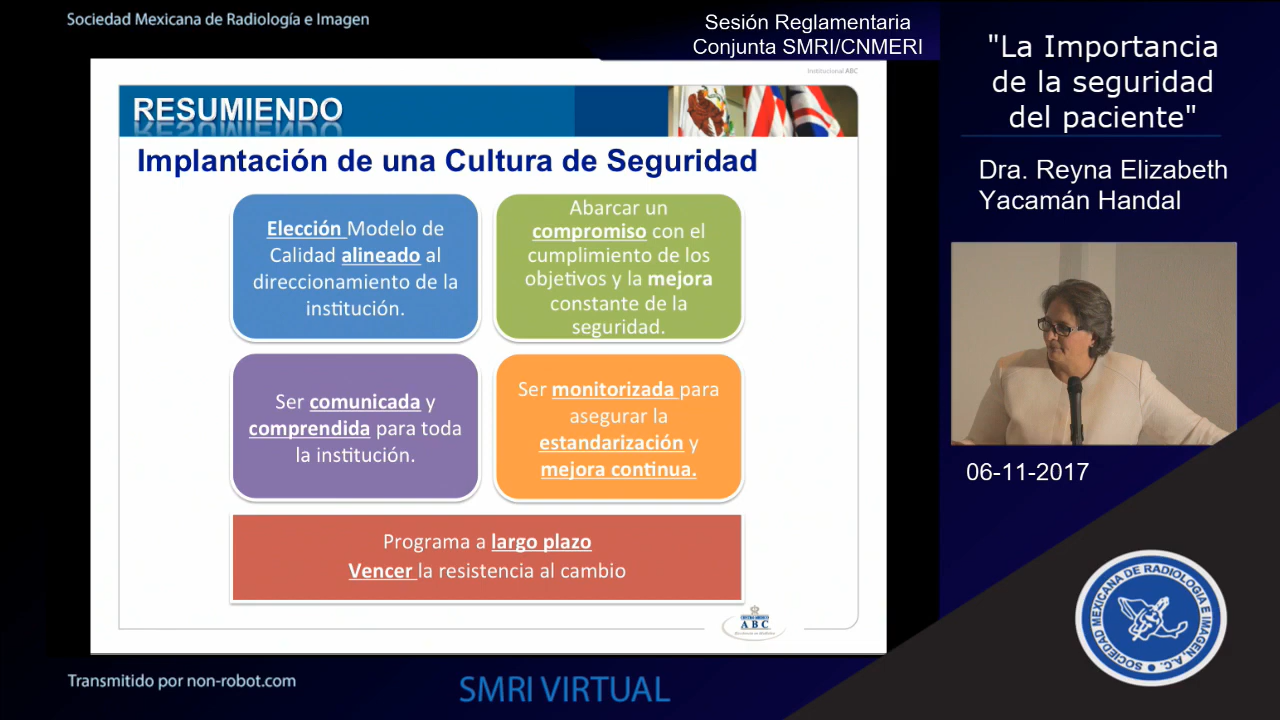 Sociedad Mexicana de Radiología e Imagen
Sesión Reglamentaria
Conjunta SMRI/CNMERI
"La Importancia
de la seguridad
del paciente"
Dra. Reyna Elizabeth
Yacamán Handal
06-11-2017
Institucional ABC
RESUMIENDO
Implantación de una Cultura de Seguridad
Elección Modelo de
Calidad alineado al
direccionamiento de la
institución.
Abarcar un
compromiso con el
cumplimiento de los
objetivos y la mejora
constante de la
seguridad.
Ser comunicada y
comprendida para toda
la institución.
Ser monitorizada para
asegurar la
estandarización y
mejora continua.
Programa a largo plazo
Vencer la resistencia al cambio
CENTRO MEDICO
ABC
SOCIEDAD MEXICANA DE RADIOLOGÍA E IMAGEN, A.C.
Transmitido por non-robot.com
SMRI VIRTUAL